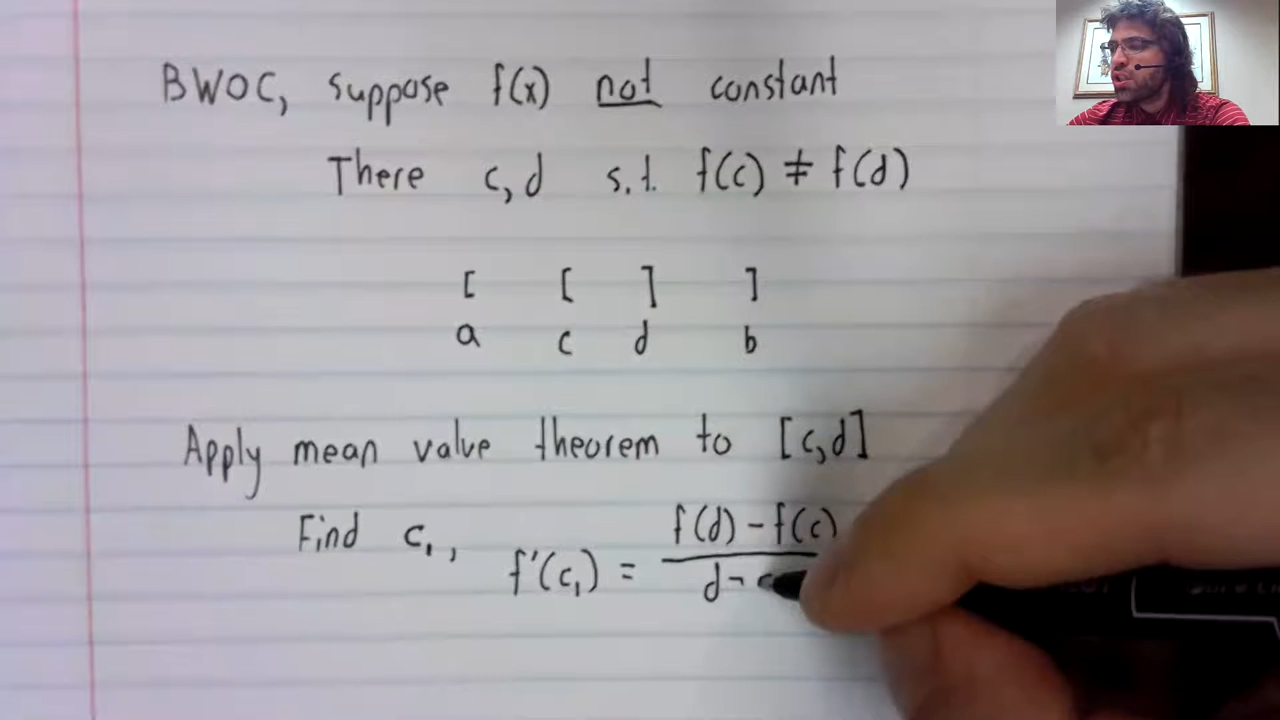 BWOC, suppose f(x) not constant
There c,d s.t. f(c) ≠ f(d)
[ [ ] ]
a c d b
Apply mean value theorem to [c,d]
Find c₁, f'(c₁) = (f(d) - f(c))/(d - c